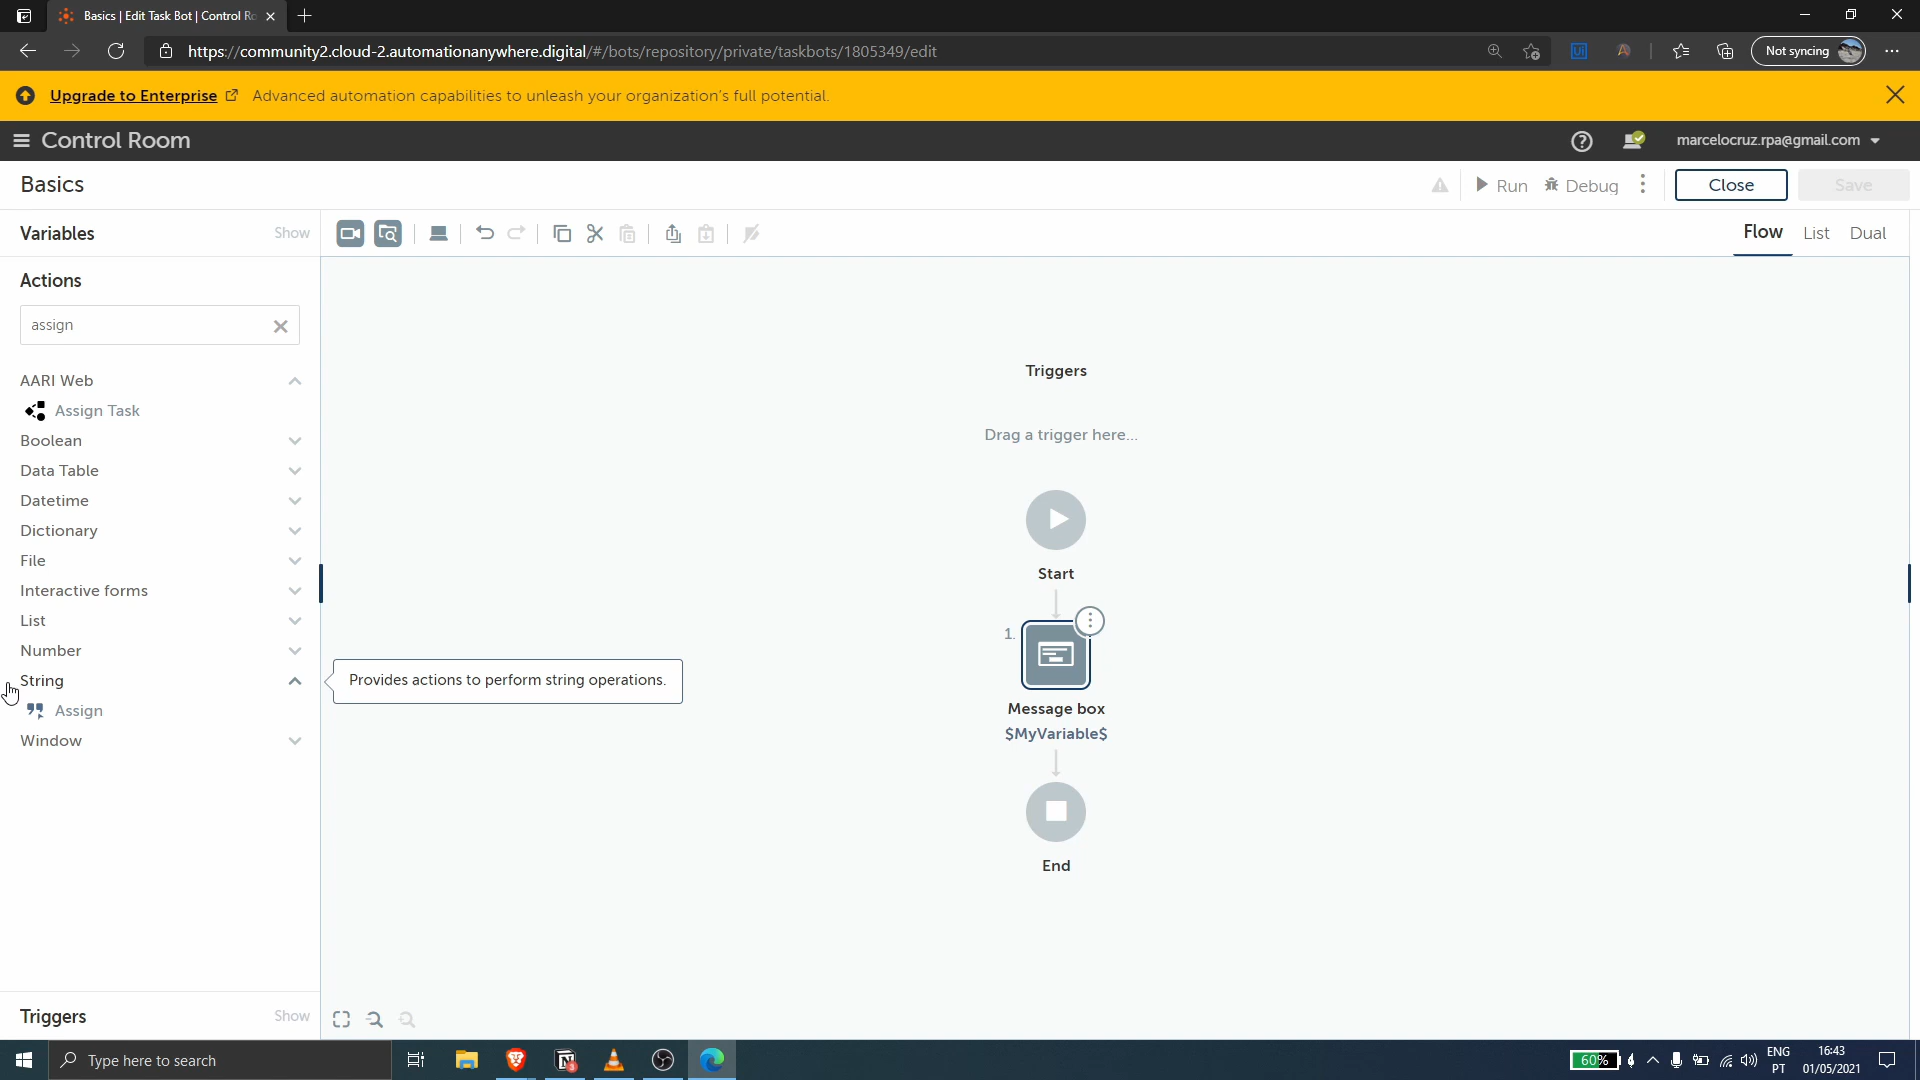 Basics | Edit Task Bot | Control Ro
https://community2.cloud-2.automationanywhere.digital/#/bots/repository/private/taskbots/1805349/edit
Not syncing
Upgrade to Enterprise Advanced automation capabilities to unleash your organization's full potential.
Control Room
marcelocruz.rpa@gmail.com
Basics
Run
Debug
Close
Save
Variables
Show
Flow
List
Dual
Actions
assign
AARI Web
Assign Task
Boolean
Data Table
Datetime
Dictionary
File
Interactive forms
List
Number
String
Assign
Window
Provides actions to perform string operations.
Triggers
Drag a trigger here...
Start
1.
Message box
$MyVariable$
End
Triggers
Show
Type here to search
60%
ENG
PT
16:43
01/05/2021